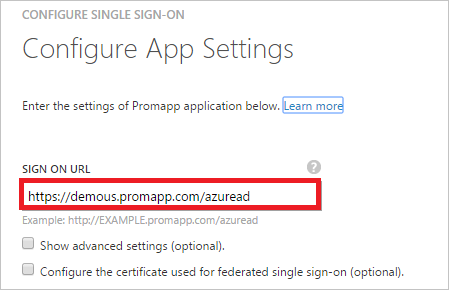 CONFIGURE SINGLE SIGN-ON
Configure App Settings
Enter the settings of Promapp application below. Learn more
SIGN ON URL ?
https://demous.promapp.com/azuread
Example: http://EXAMPLE.promapp.com/azuread
Show advanced settings (optional).
Configure the certificate used for federated single sign-on (optional).